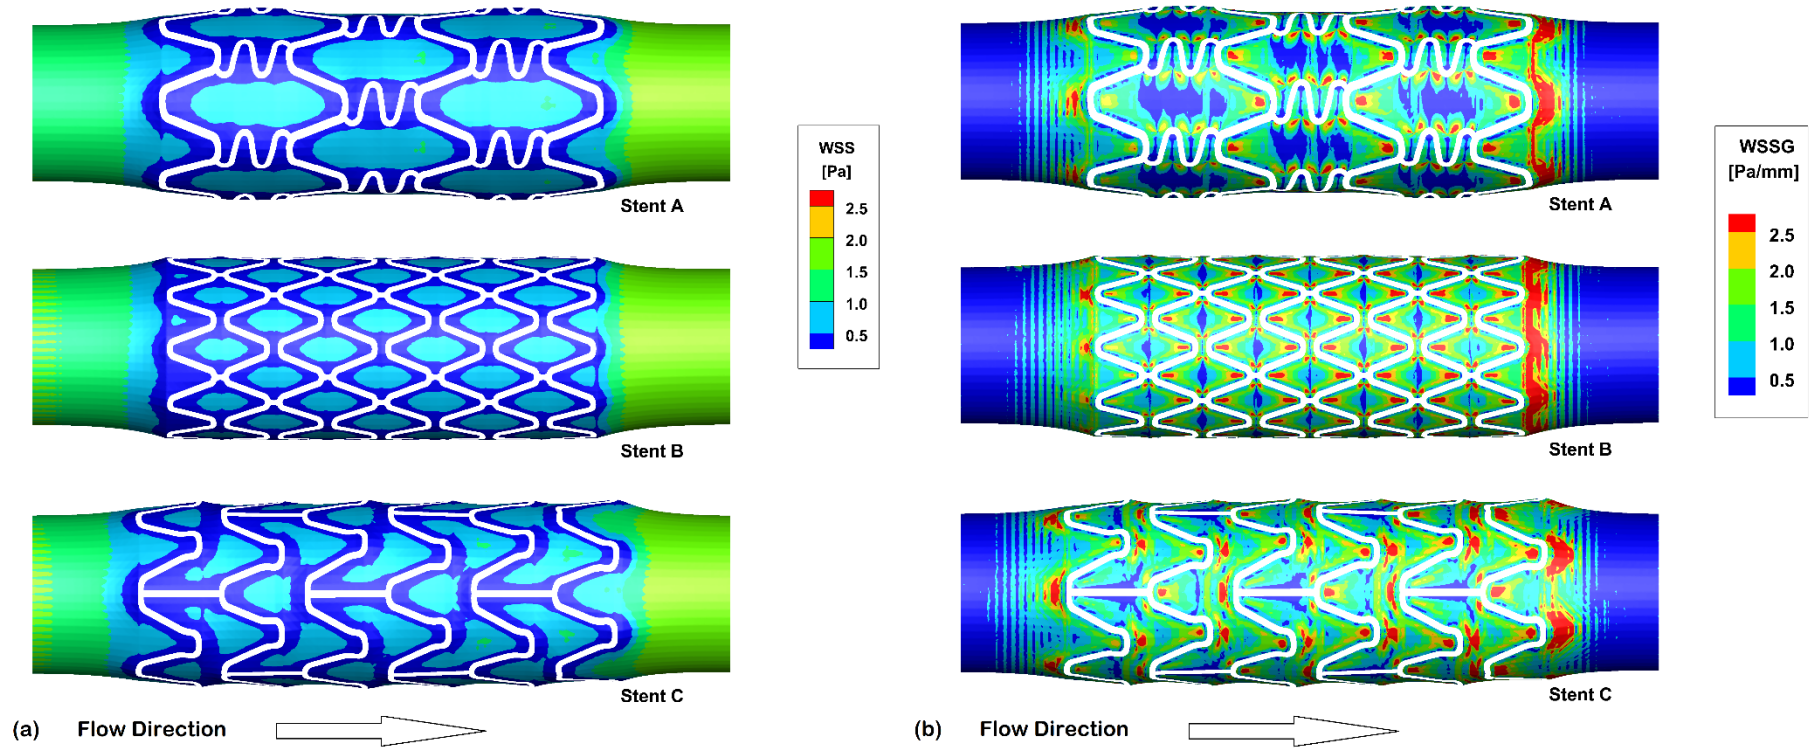 WSS
[Pa]
2.5
2.0
1.5
1.0
0.5
Stent A
Stent B
Stent C
(a) Flow Direction
WSSG
[Pa/mm]
2.5
2.0
1.5
1.0
0.5
Stent A
Stent B
Stent C
(b) Flow Direction